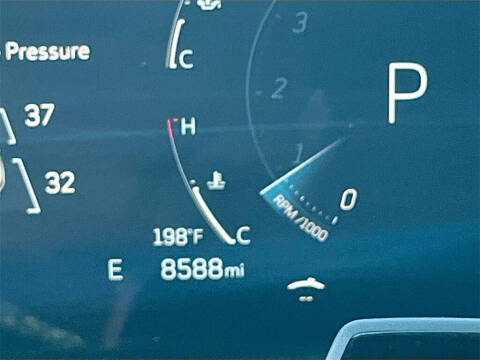 Pressure
37
32
C
H
C
198°F
E 8588mi
3
2
1
0
RPM/1000
P